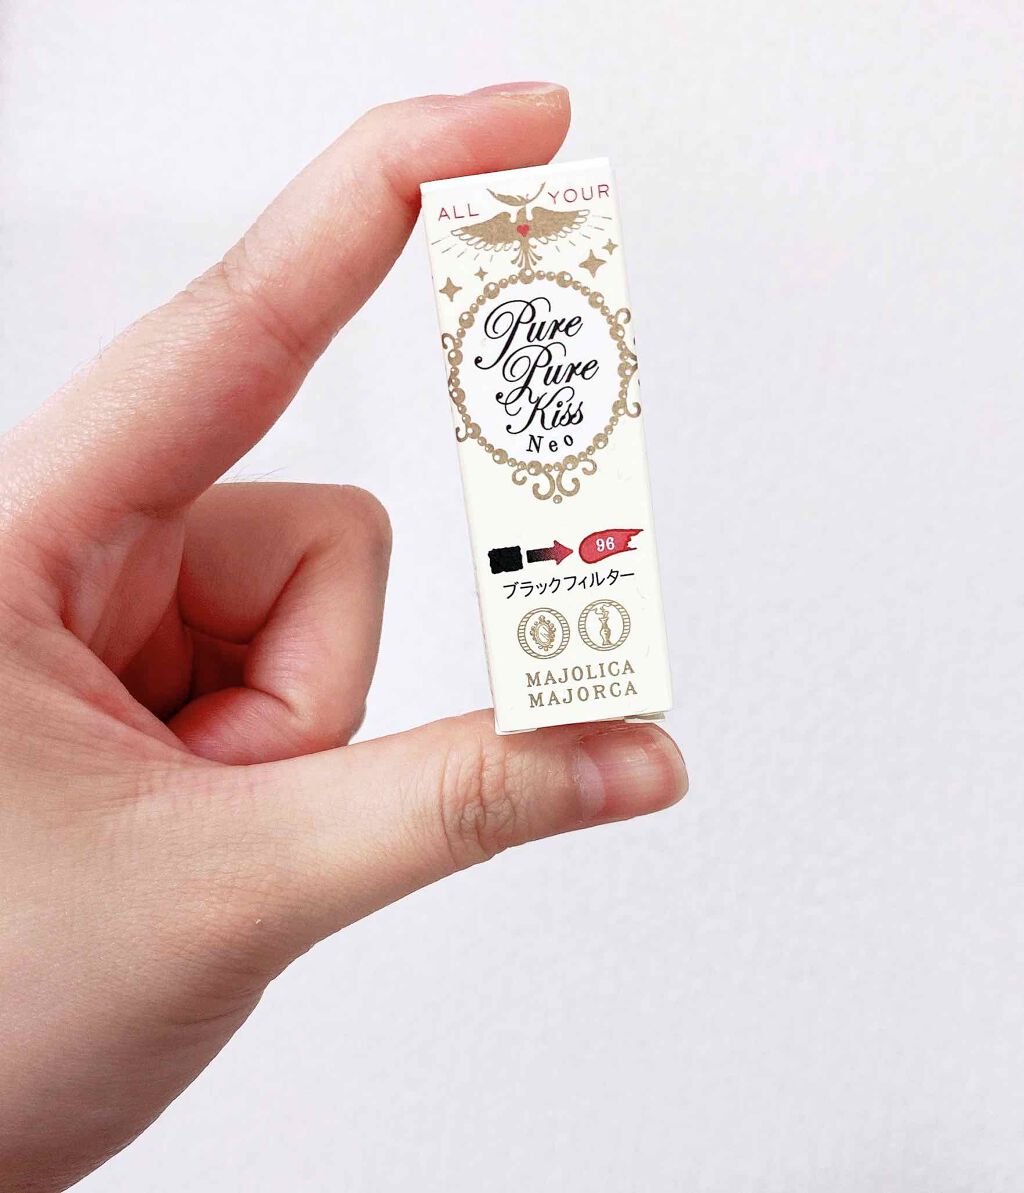 ALL YOUR
Pure
Pure
Kiss
Neo
96
ブラックフィルター
MAJOLICA
MAJORCA